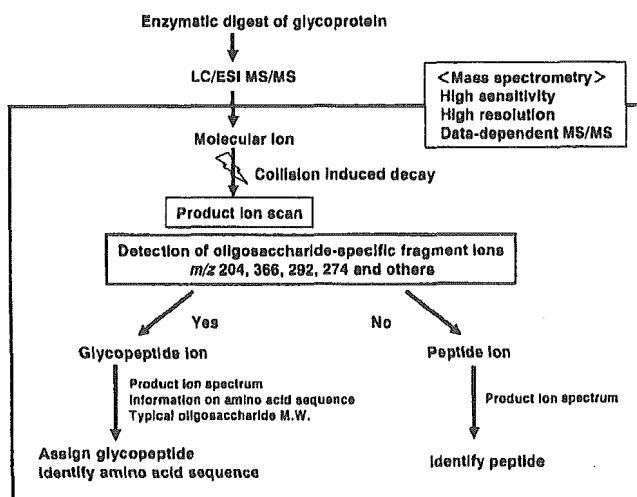 Enzymatic digest of glycoprotein
LC/ESI MS/MS
<Mass spectrometry>
High sensitivity
High resolution
Data-dependent MS/MS
Molecular ion
Collision induced decay
Product ion scan
Detection of oligosaccharide-specific fragment ions
m/z 204, 366, 292, 274 and others
Yes
No
Glycopeptide ion
Peptide ion
Product ion spectrum
Information on amino acid sequence
Typical oligosaccharide M.W.
Product ion spectrum
Assign glycopeptide
Identify amino acid sequence
Identify peptide